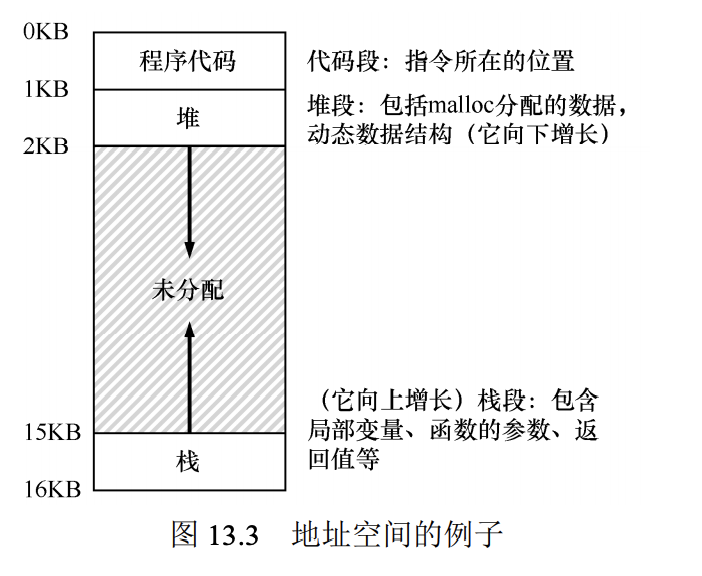 0KB
程序代码
代码段：指令所在的位置
1KB
堆
堆段：包括malloc分配的数据，
动态数据结构（它向下增长）
2KB
未分配
（它向上增长）栈段：包含
局部变量、函数的参数、返
回值等
15KB
栈
16KB
图 13.3 地址空间的例子